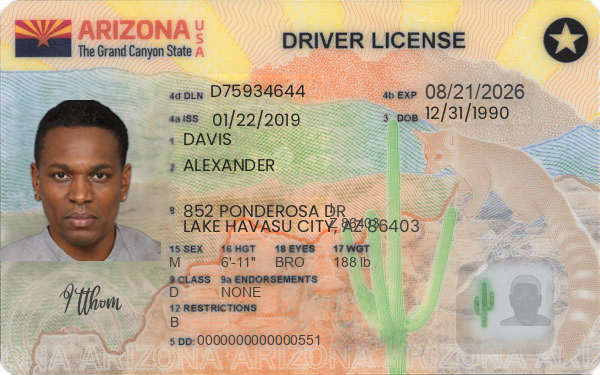 ARIZONA USA
The Grand Canyon State
DRIVER LICENSE
4d DLN D75934644
4b EXP 08/21/2026
4a ISS 01/22/2019
3 DOB 12/31/1990
1 DAVIS
2 ALEXANDER
8 852 PONDEROSA DR
Z 86403
LAKE HAVASU CITY, AZ 86403
15 SEX 16 HGT 18 EYES 17 WGT
M 6'-11" BRO 188 lb
9 CLASS 9a ENDORSEMENTS
D NONE
12 RESTRICTIONS
B
5 DD: 0000000000000551
ARIZONA ARIZONA ARIZONA ARIZONA